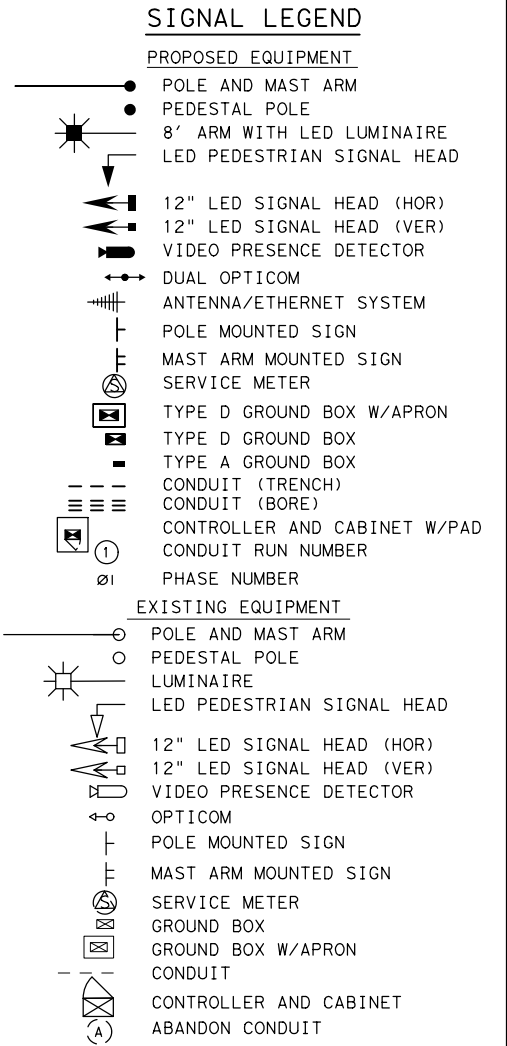 SIGNAL LEGEND
PROPOSED EQUIPMENT
POLE AND MAST ARM
PEDESTAL POLE
8' ARM WITH LED LUMINAIRE
LED PEDESTRIAN SIGNAL HEAD
12" LED SIGNAL HEAD (HOR)
12" LED SIGNAL HEAD (VER)
VIDEO PRESENCE DETECTOR
DUAL OPTICOM
ANTENNA/ETHERNET SYSTEM
POLE MOUNTED SIGN
MAST ARM MOUNTED SIGN
S SERVICE METER
TYPE D GROUND BOX W/APRON
TYPE D GROUND BOX
TYPE A GROUND BOX
CONDUIT (TRENCH)
CONDUIT (BORE)
CONTROLLER AND CABINET W/PAD
1 CONDUIT RUN NUMBER
Ø1 PHASE NUMBER
EXISTING EQUIPMENT
POLE AND MAST ARM
PEDESTAL POLE
LUMINAIRE
LED PEDESTRIAN SIGNAL HEAD
12" LED SIGNAL HEAD (HOR)
12" LED SIGNAL HEAD (VER)
VIDEO PRESENCE DETECTOR
OPTICOM
POLE MOUNTED SIGN
MAST ARM MOUNTED SIGN
S SERVICE METER
GROUND BOX
GROUND BOX W/APRON
CONDUIT
CONTROLLER AND CABINET
(A) ABANDON CONDUIT